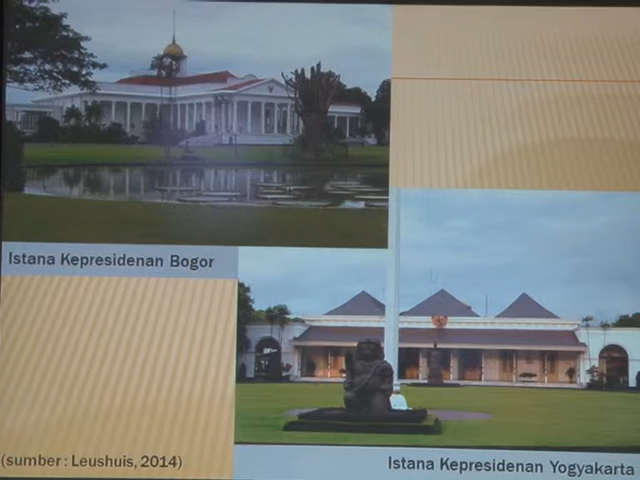 Istana Kepresidenan Bogor
(sumber : Leushuis, 2014)
Istana Kepresidenan Yogyakarta